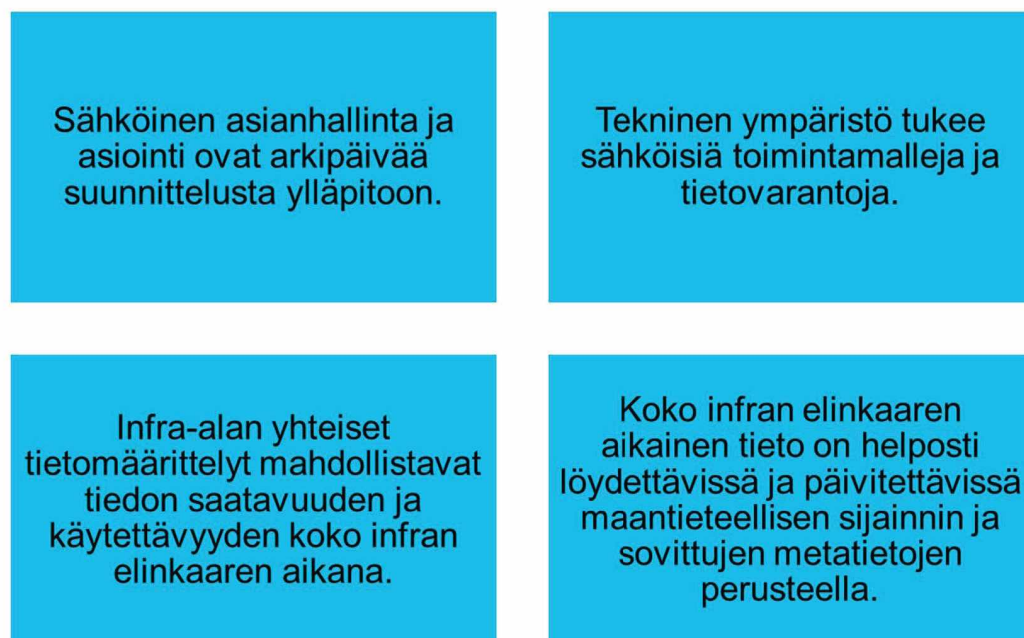 Sähköinen asianhallinta ja
asiointi ovat arkipäivää
suunnittelusta ylläpitoon.
Tekninen ympäristö tukee
sähköisiä toimintamalleja ja
tietovarantoja.
Infra-alan yhteiset
tietomäärittelyt mahdollistavat
tiedon saatavuuden ja
käytettävyyden koko infran
elinkaaren aikana.
Koko infran elinkaaren
aikainen tieto on helposti
löydettävissä ja päivitettävissä
maantieteellisen sijainnin ja
sovittujen metatietojen
perusteella.